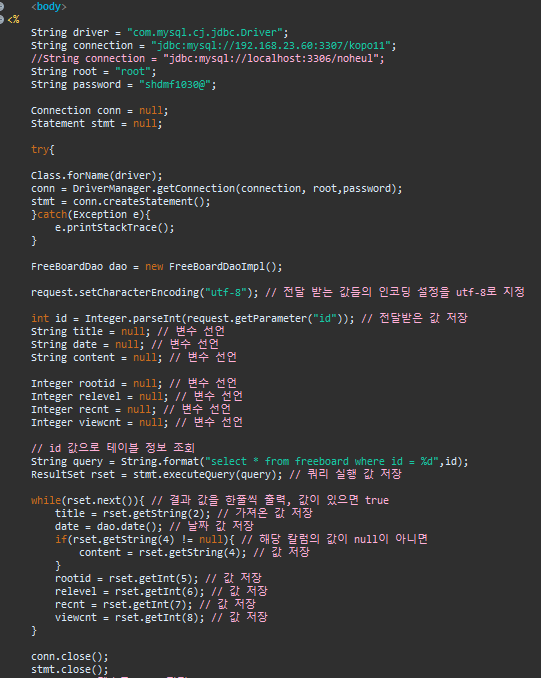 <body>
<%
String driver = "com.mysql.cj.jdbc.Driver";
String connection = "jdbc:mysql://192.168.23.60:3307/kopo11";
//String connection = "jdbc:mysql://localhost:3306/noheul";
String root = "root";
String password = "shdmf1030@";
Connection conn = null;
Statement stmt = null;
try{
Class.forName(driver);
conn = DriverManager.getConnection(connection, root,password);
stmt = conn.createStatement();
}catch(Exception e){
e.printStackTrace();
}
FreeBoardDao dao = new FreeBoardDaoImpl();
request.setCharacterEncoding("utf-8"); // 전달 받는 값들의 인코딩 설정을 utf-8로 지정
int id = Integer.parseInt(request.getParameter("id")); // 전달받은 값 저장
String title = null; // 변수 선언
String date = null; // 변수 선언
String content = null; // 변수 선언
Integer rootid = null; // 변수 선언
Integer relevel = null; // 변수 선언
Integer recnt = null; // 변수 선언
Integer viewcnt = null; // 변수 선언
// id 값으로 테이블 정보 조회
String query = String.format("select * from freeboard where id = %d",id);
ResultSet rset = stmt.executeQuery(query); // 쿼리 실행 값 저장
while(rset.next()){ // 결과 값을 한줄씩 출력, 값이 있으면 true
title = rset.getString(2); // 가져온 값 저장
date = dao.date(); // 날짜 값 저장
if(rset.getString(4) != null){ // 해당 칼럼의 값이 null이 아니면
content = rset.getString(4); // 값 저장
}
rootid = rset.getInt(5); // 값 저장
relevel = rset.getInt(6); // 값 저장
recnt = rset.getInt(7); // 값 저장
viewcnt = rset.getInt(8); // 값 저장
}
conn.close();
stmt.close();